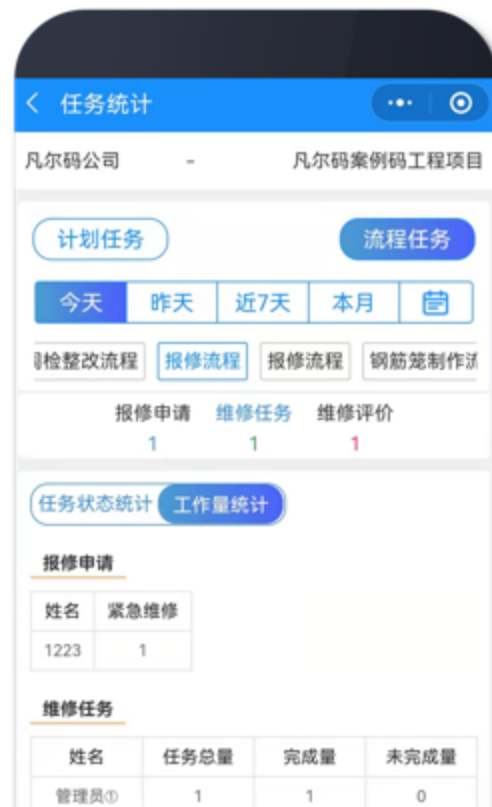 任务统计
凡尔码公司 - 凡尔码案例码工程项目
计划任务 流程任务
今天 昨天 近7天 本月
检整改流程 报修流程 报修流程 钢筋笼制作
报修申请 维修任务 维修评价
1 1 1
任务状态统计 工作量统计
报修申请
姓名 紧急维修
1223 1
维修任务
姓名 任务总量 完成量 未完成量
管理员① 1 1 0